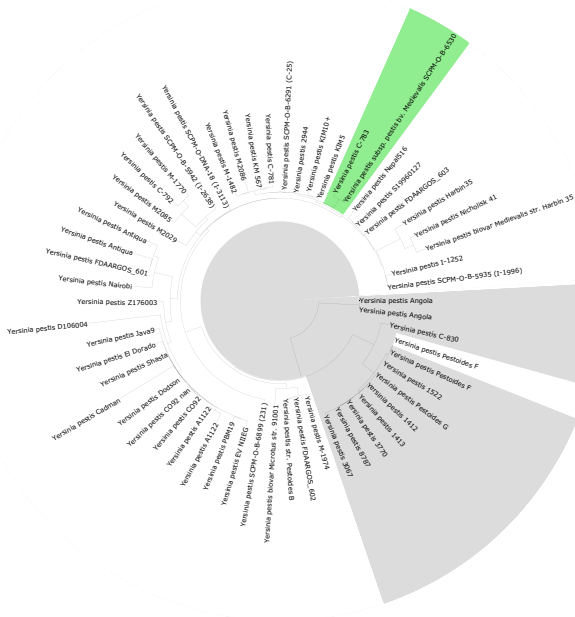 Yersinia pestis SCPM-O-B-6291 (C-25)
Yersinia pestis 2944
Yersinia pestis KIM10+
Yersinia pestis KIM5
Yersinia pestis C-783
Yersinia pestis subsp. pestis bv. Medievalis SCPM-O-B-6530
Yersinia pestis Nepal516
Yersinia pestis S19960127
Yersinia pestis FDAARGOS_603
Yersinia pestis Harbin35
Yersinia pestis Nicholisk 41
Yersinia pestis biovar Medievalis str. Harbin 35
Yersinia pestis I-1252
Yersinia pestis SCPM-O-B-5935 (I-1996)
Yersinia pestis Angola
Yersinia pestis Angola
Yersinia pestis C-830
Yersinia pestis Pestoides F
Yersinia pestis Pestoides F
Yersinia pestis 1522
Yersinia pestis Pestoides G
Yersinia pestis 1412
Yersinia pestis 1413
Yersinia pestis 3770
Yersinia pestis 8787
Yersinia pestis 3067
Yersinia pestis M-1974
Yersinia pestis FDAARGOS_602
Yersinia pestis str. Pestoides B
Yersinia pestis biovar Microtus str. 91001
Yersinia pestis SCPM-O-B-6899 (231)
Yersinia pestis EV NIIEG
Yersinia pestis PBM19
Yersinia pestis A1122
Yersinia pestis A1122
Yersinia pestis CO92
Yersinia pestis CO92 nan
Yersinia pestis Dodson
Yersinia pestis Cadman
Yersinia pestis Shasta
Yersinia pestis El Dorado
Yersinia pestis Java9
Yersinia pestis D106004
Yersinia pestis Z176003
Yersinia pestis Nairobi
Yersinia pestis FDAARGOS_601
Yersinia pestis Antiqua
Yersinia pestis Antiqua
Yersinia pestis M2029
Yersinia pestis M2085
Yersinia pestis C-792
Yersinia pestis M-1770
Yersinia pestis SCPM-O-B-5942 (I-2638)
Yersinia pestis SCPM-O-DNA-18 (I-3113)
Yersinia pestis M-1482
Yersinia pestis M2086
Yersinia pestis KM 567
Yersinia pestis C-781